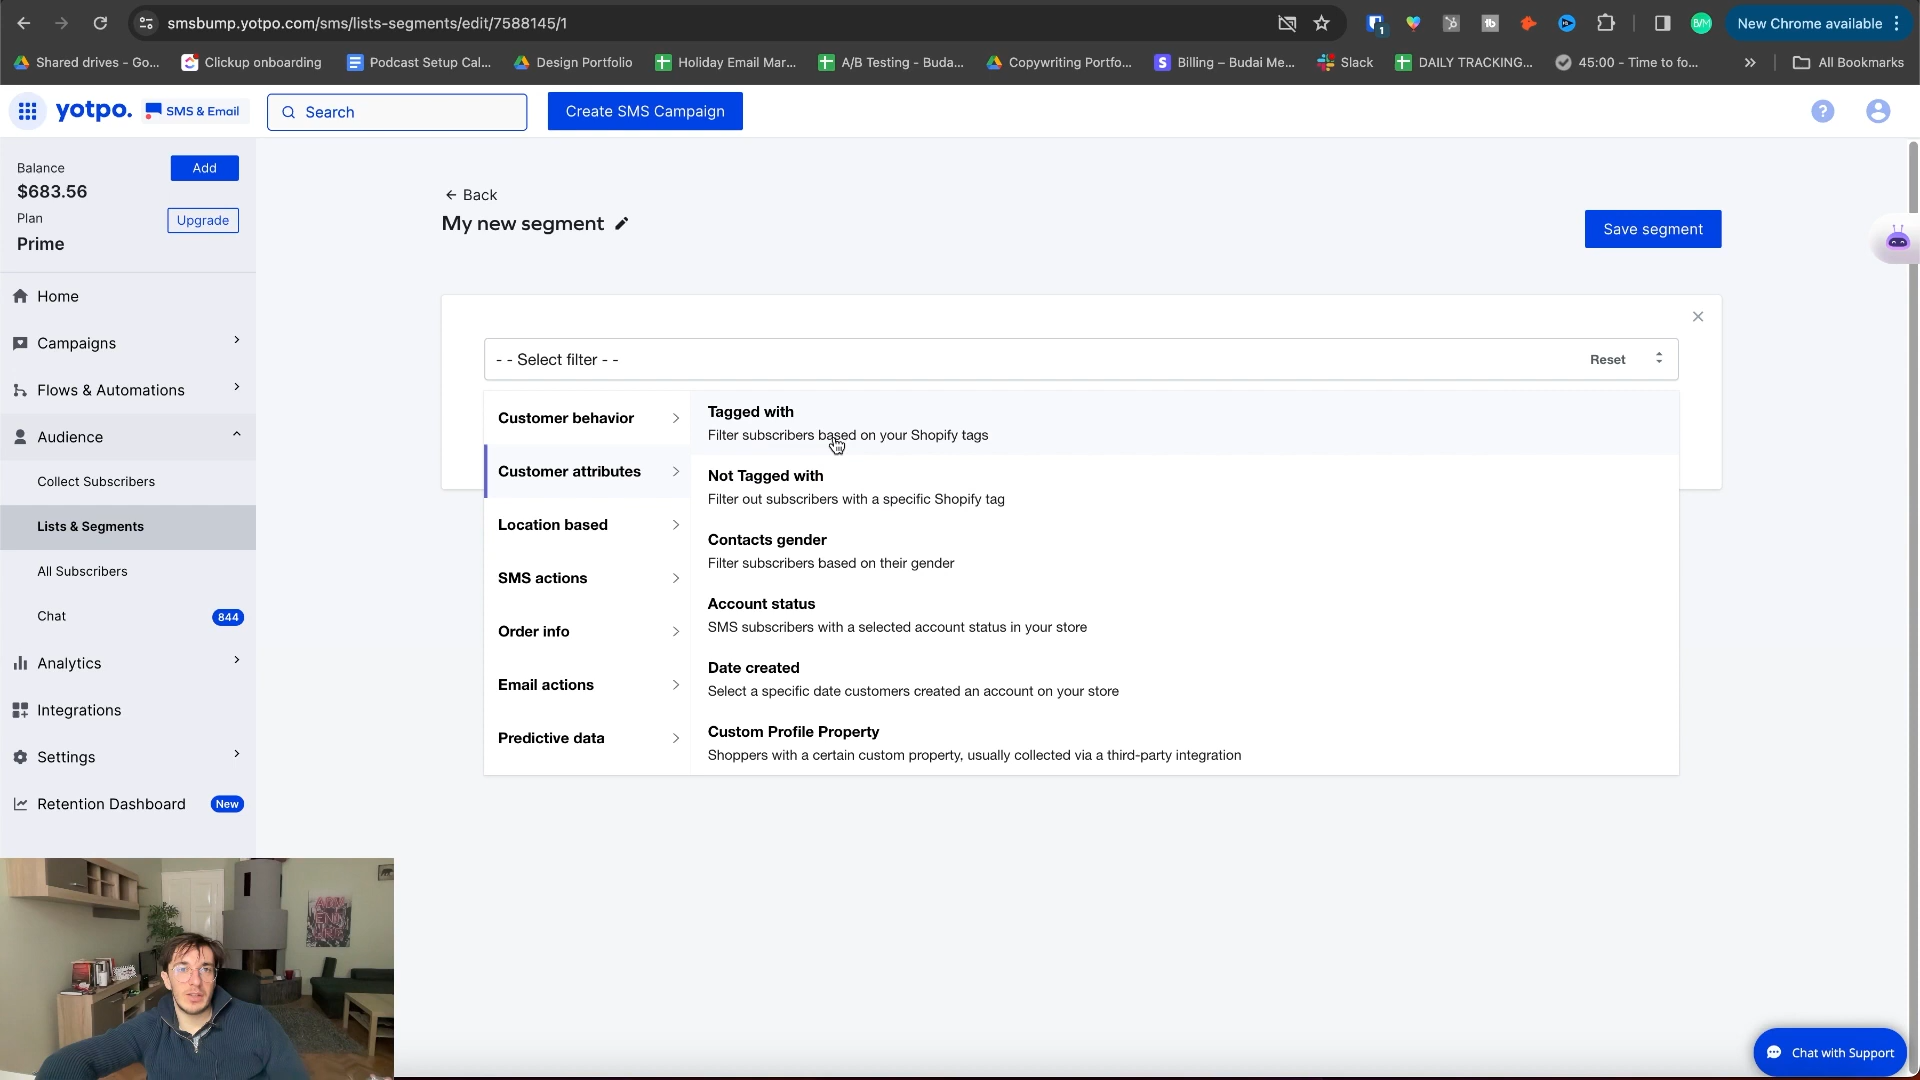 smsbump.yotpo.com/sms/lists-segments/edit/7588145/1
1
New Chrome available
Shared drives - Go...
Clickup onboarding
Podcast Setup Cal...
Design Portfolio
Holiday Email Mar...
A/B Testing - Buda...
Copywriting Portfo...
Billing – Budai Me...
Slack
DAILY TRACKING...
45:00 - Time to fo...
All Bookmarks
yotpo.
SMS & Email
Search
Create SMS Campaign
?
Balance
Add
$683.56
Plan
Upgrade
Prime
Home
Campaigns
Flows & Automations
Audience
Collect Subscribers
Lists & Segments
All Subscribers
Chat
844
Analytics
Integrations
Settings
Retention Dashboard
New
Back
My new segment
Save segment
- - Select filter - -
Reset
Customer behavior
Customer attributes
Location based
SMS actions
Order info
Email actions
Predictive data
Tagged with
Filter subscribers based on your Shopify tags
Not Tagged with
Filter out subscribers with a specific Shopify tag
Contacts gender
Filter subscribers based on their gender
Account status
SMS subscribers with a selected account status in your store
Date created
Select a specific date customers created an account on your store
Custom Profile Property
Shoppers with a certain custom property, usually collected via a third-party integration
Chat with Support